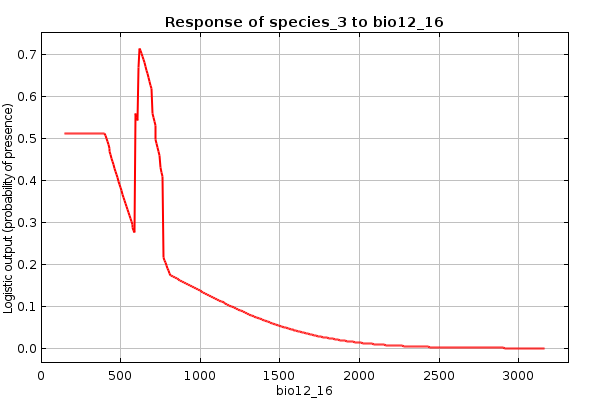 Response of species_3 to bio12_16
Logistic output (probability of presence)
0.7
0.6
0.5
0.4
0.3
0.2
0.1
0.0
0 500 1000 1500 2000 2500 3000
bio12_16